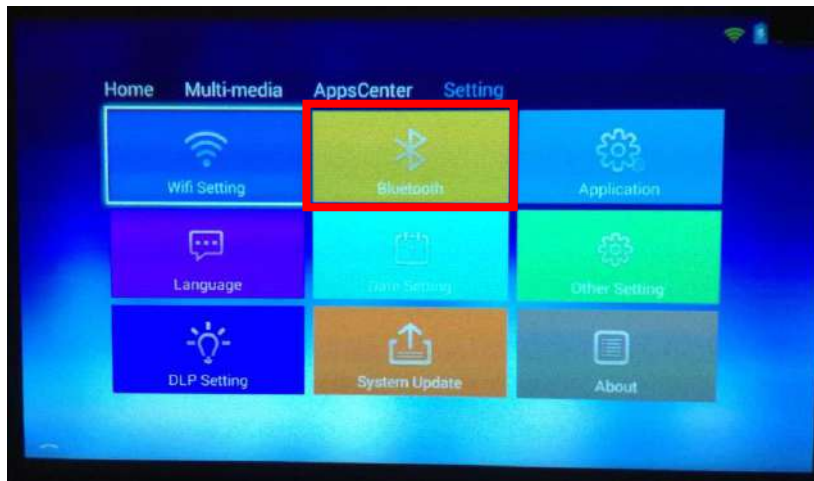 Home Multi-media AppsCenter Setting
Wifi Setting Bluetooth Application
Language Date Setting Other Setting
DLP Setting System Update About